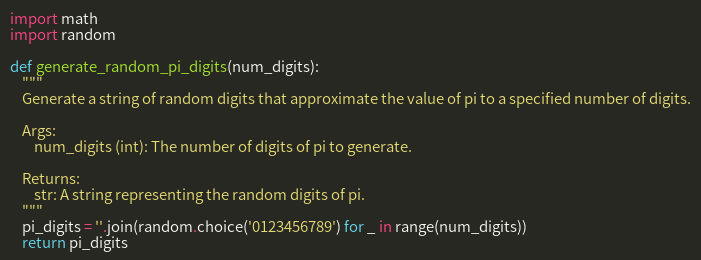 import math
import random

def generate_random_pi_digits(num_digits):
    """
    Generate a string of random digits that approximate the value of pi to a specified number of digits.

    Args:
        num_digits (int): The number of digits of pi to generate.

    Returns:
        str: A string representing the random digits of pi.
    """
    pi_digits = ''.join(random.choice('0123456789') for _ in range(num_digits))
    return pi_digits